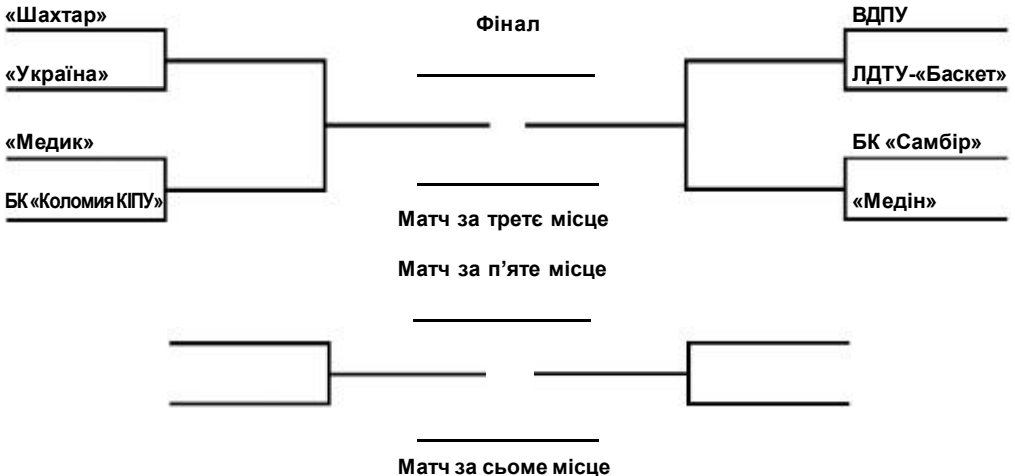 «Шахтар»
«Україна»
«Медик»
БК «Коломия КІПУ»
Фінал
Матч за третє місце
Матч за п’яте місце
Матч за сьоме місце
ВДПУ
ЛДТУ-«Баскет»
БК «Самбір»
«Медін»